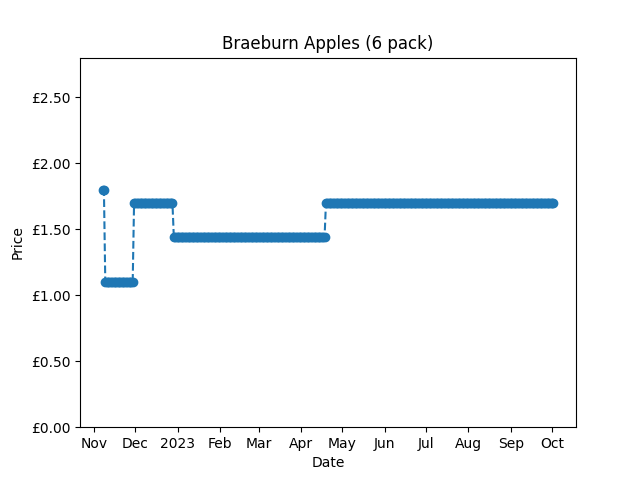 Braeburn Apples (6 pack)
£2.50
£2.00
£1.50
£1.00
£0.50
£0.00
Price
Nov Dec 2023 Feb Mar Apr May Jun Jul Aug Sep Oct
Date